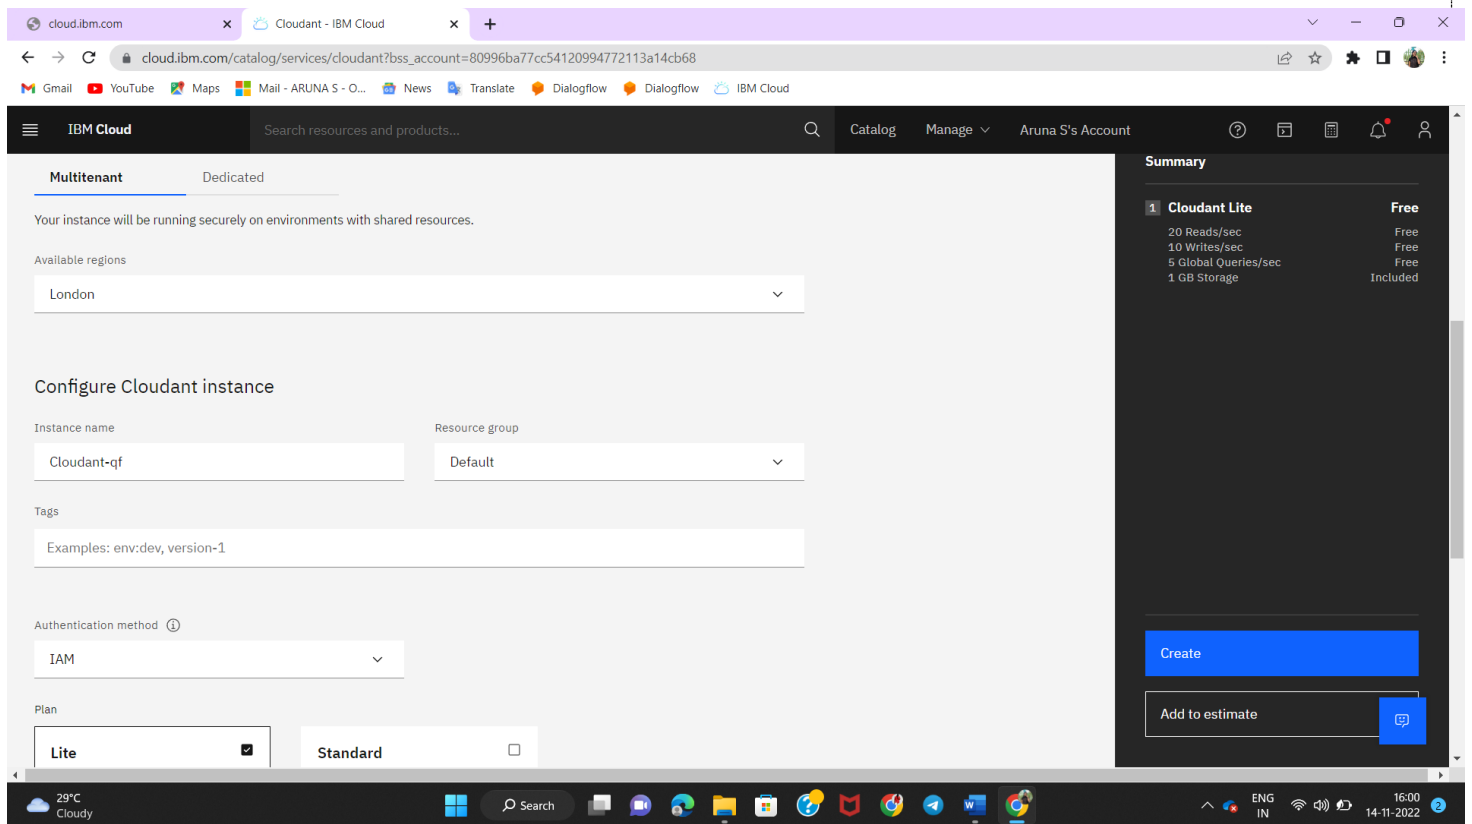 cloud.ibm.com
Cloudant - IBM Cloud
cloud.ibm.com/catalog/services/cloudant?bss_account=80996ba77cc54120994772113a14cb68
Gmail
YouTube
Maps
Mail - ARUNA S - O...
News
Translate
Dialogflow
Dialogflow
IBM Cloud
IBM Cloud
Search resources and products...
Catalog
Manage
Aruna S's Account
Multitenant
Dedicated
Your instance will be running securely on environments with shared resources.
Available regions
London
Configure Cloudant instance
Instance name
Resource group
Cloudant-qf
Default
Tags
Examples: env:dev, version-1
Authentication method
IAM
Plan
Lite
Standard
Summary
1 Cloudant Lite Free
20 Reads/sec Free
10 Writes/sec Free
5 Global Queries/sec Free
1 GB Storage Included
Create
Add to estimate
29°C
Cloudy
Search
ENG
IN
16:00
14-11-2022
2